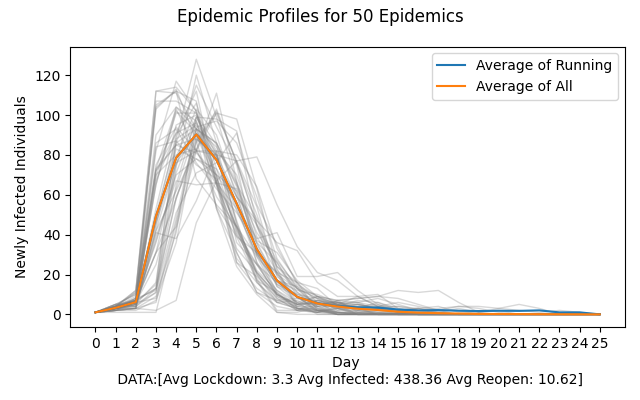 Epidemic Profiles for 50 Epidemics
Average of Running
Average of All
Newly Infected Individuals
120
100
80
60
40
20
0
0 1 2 3 4 5 6 7 8 9 10 11 12 13 14 15 16 17 18 19 20 21 22 23 24 25
Day
DATA:[Avg Lockdown: 3.3 Avg Infected: 438.36 Avg Reopen: 10.62]